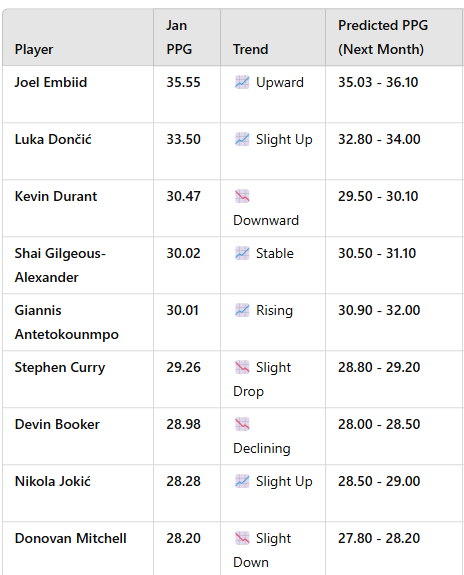 Player | Jan PPG | Trend | Predicted PPG (Next Month)
Joel Embiid | 35.55 | 📈 Upward | 35.03 - 36.10
Luka Dončić | 33.50 | 📈 Slight Up | 32.80 - 34.00
Kevin Durant | 30.47 | 📉 Downward | 29.50 - 30.10
Shai Gilgeous-Alexander | 30.02 | 📈 Stable | 30.50 - 31.10
Giannis Antetokounmpo | 30.01 | 📈 Rising | 30.90 - 32.00
Stephen Curry | 29.26 | 📉 Slight Drop | 28.80 - 29.20
Devin Booker | 28.98 | 📉 Declining | 28.00 - 28.50
Nikola Jokić | 28.28 | 📈 Slight Up | 28.50 - 29.00
Donovan Mitchell | 28.20 | 📉 Slight Down | 27.80 - 28.20